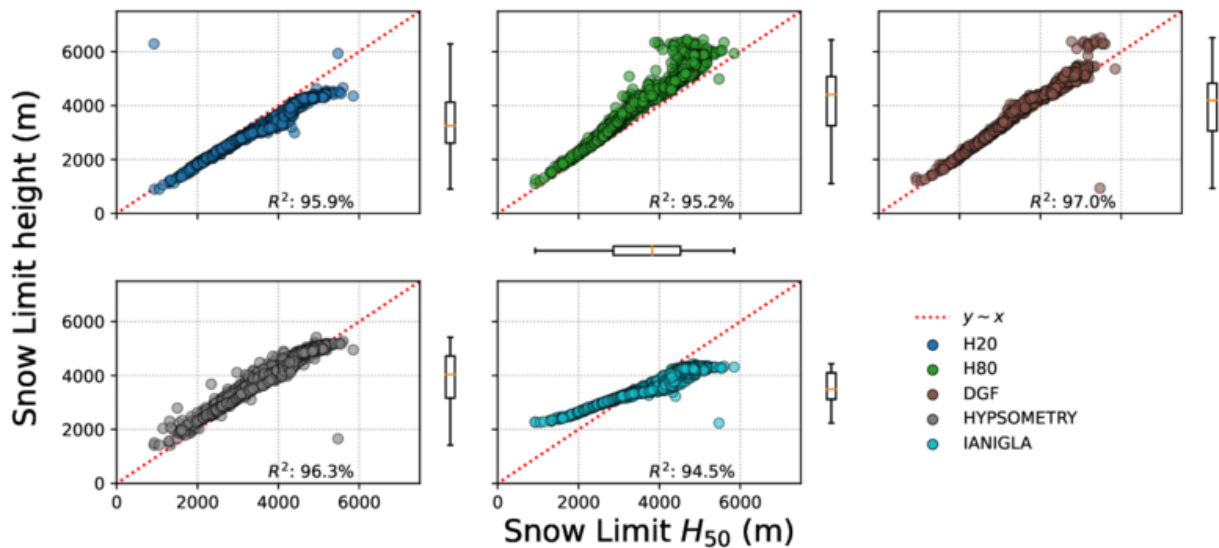 Snow Limit height (m)
6000
4000
2000
0
R²: 95.9%
R²: 95.2%
R²: 97.0%
6000
4000
2000
0
0
2000
4000
6000
R²: 96.3%
0
2000
4000
6000
R²: 94.5%
Snow Limit H₅₀ (m)
y ~ x
H20
H80
DGF
HYPSOMETRY
IANIGLA